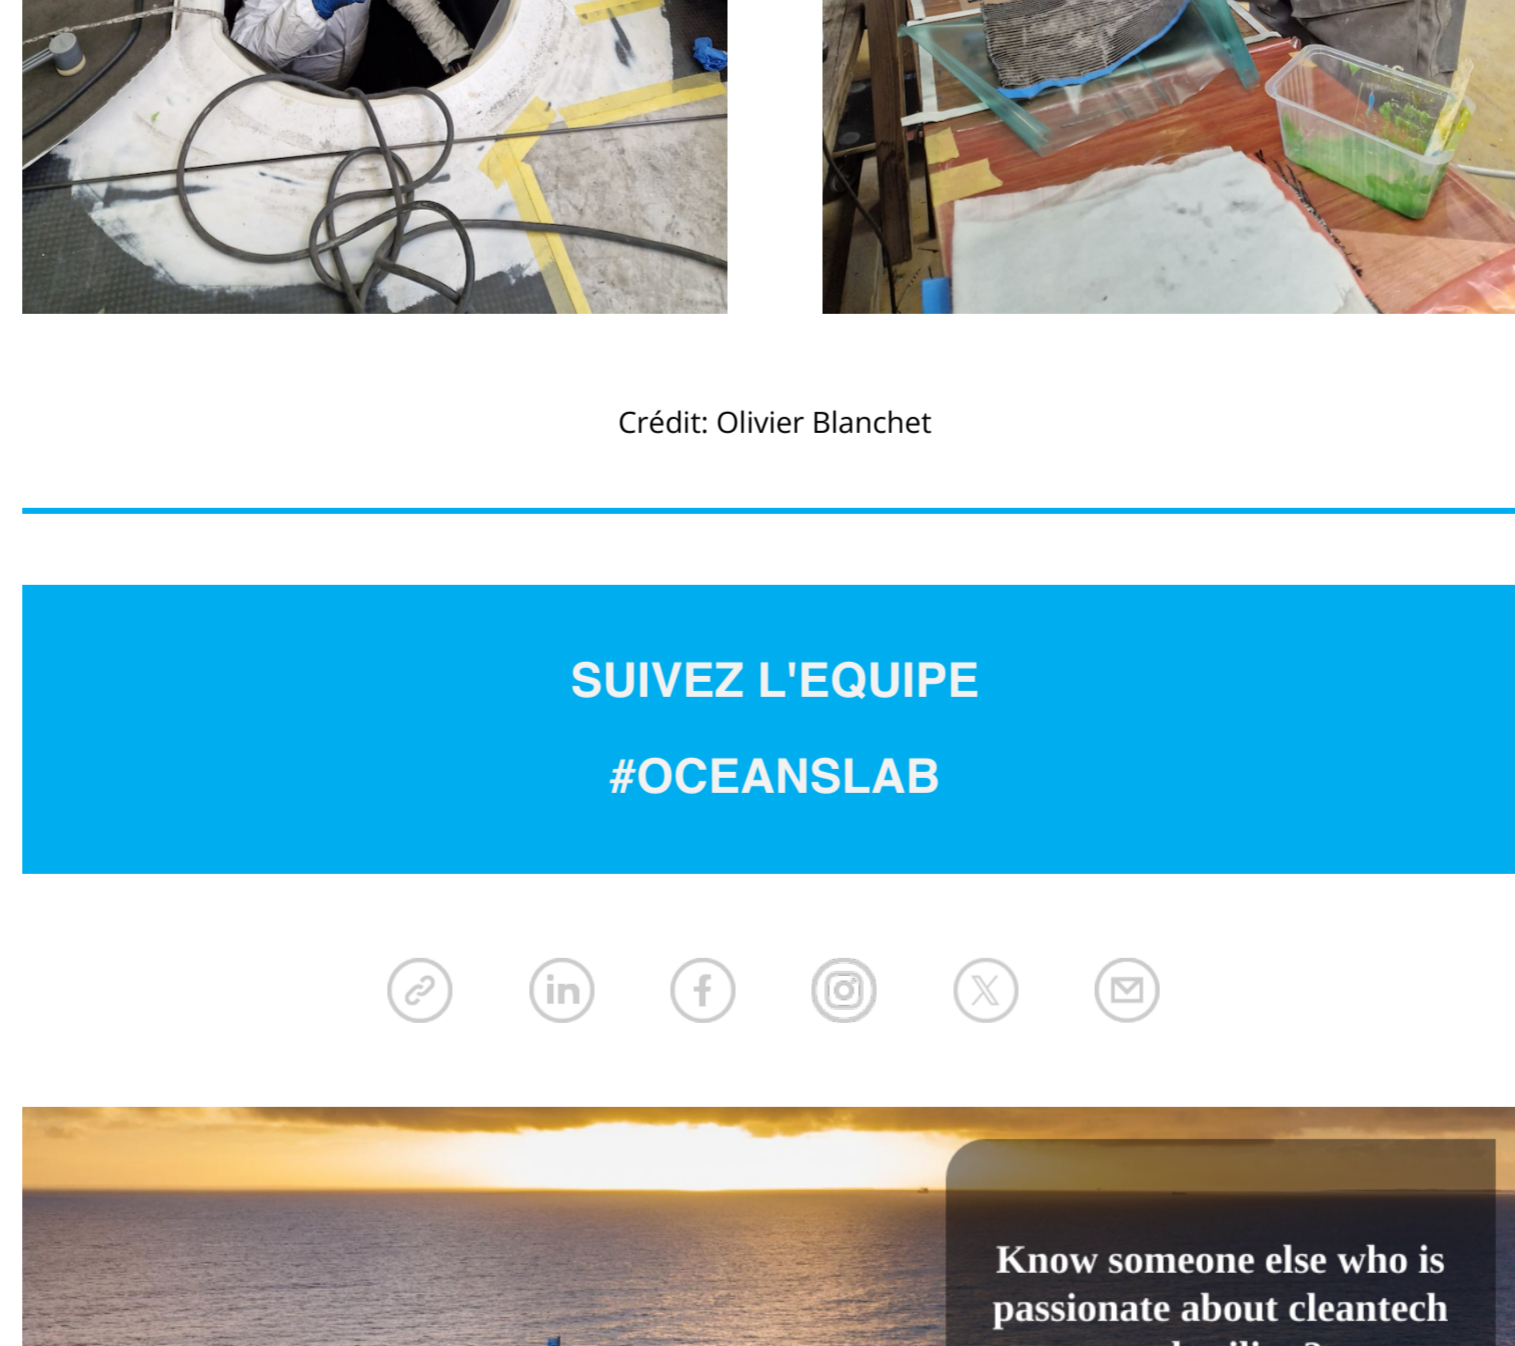 Crédit: Olivier Blanchet
SUIVEZ L'EQUIPE
#OCEANSLAB
Know someone else who is
passionate about cleantech